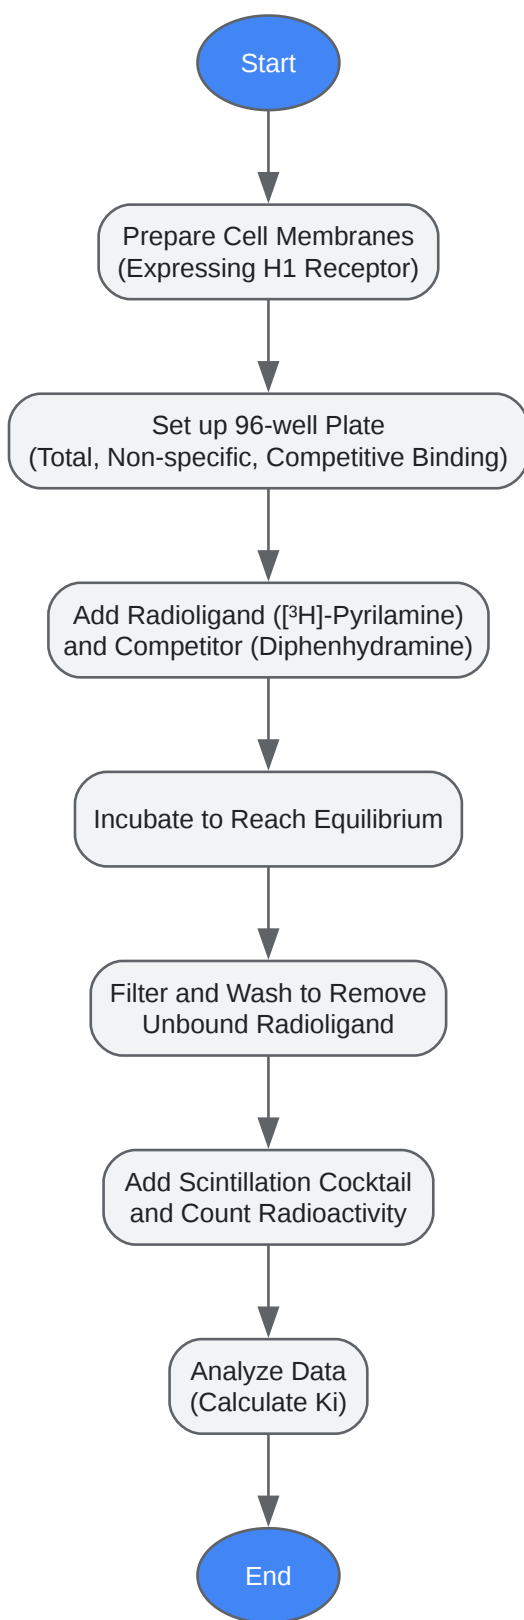 Start
Prepare Cell Membranes
(Expressing H1 Receptor)
Set up 96-well Plate
(Total, Non-specific, Competitive Binding)
Add Radioligand ([³H]-Pyrilamine)
and Competitor (Diphenhydramine)
Incubate to Reach Equilibrium
Filter and Wash to Remove
Unbound Radioligand
Add Scintillation Cocktail
and Count Radioactivity
Analyze Data
(Calculate Ki)
End